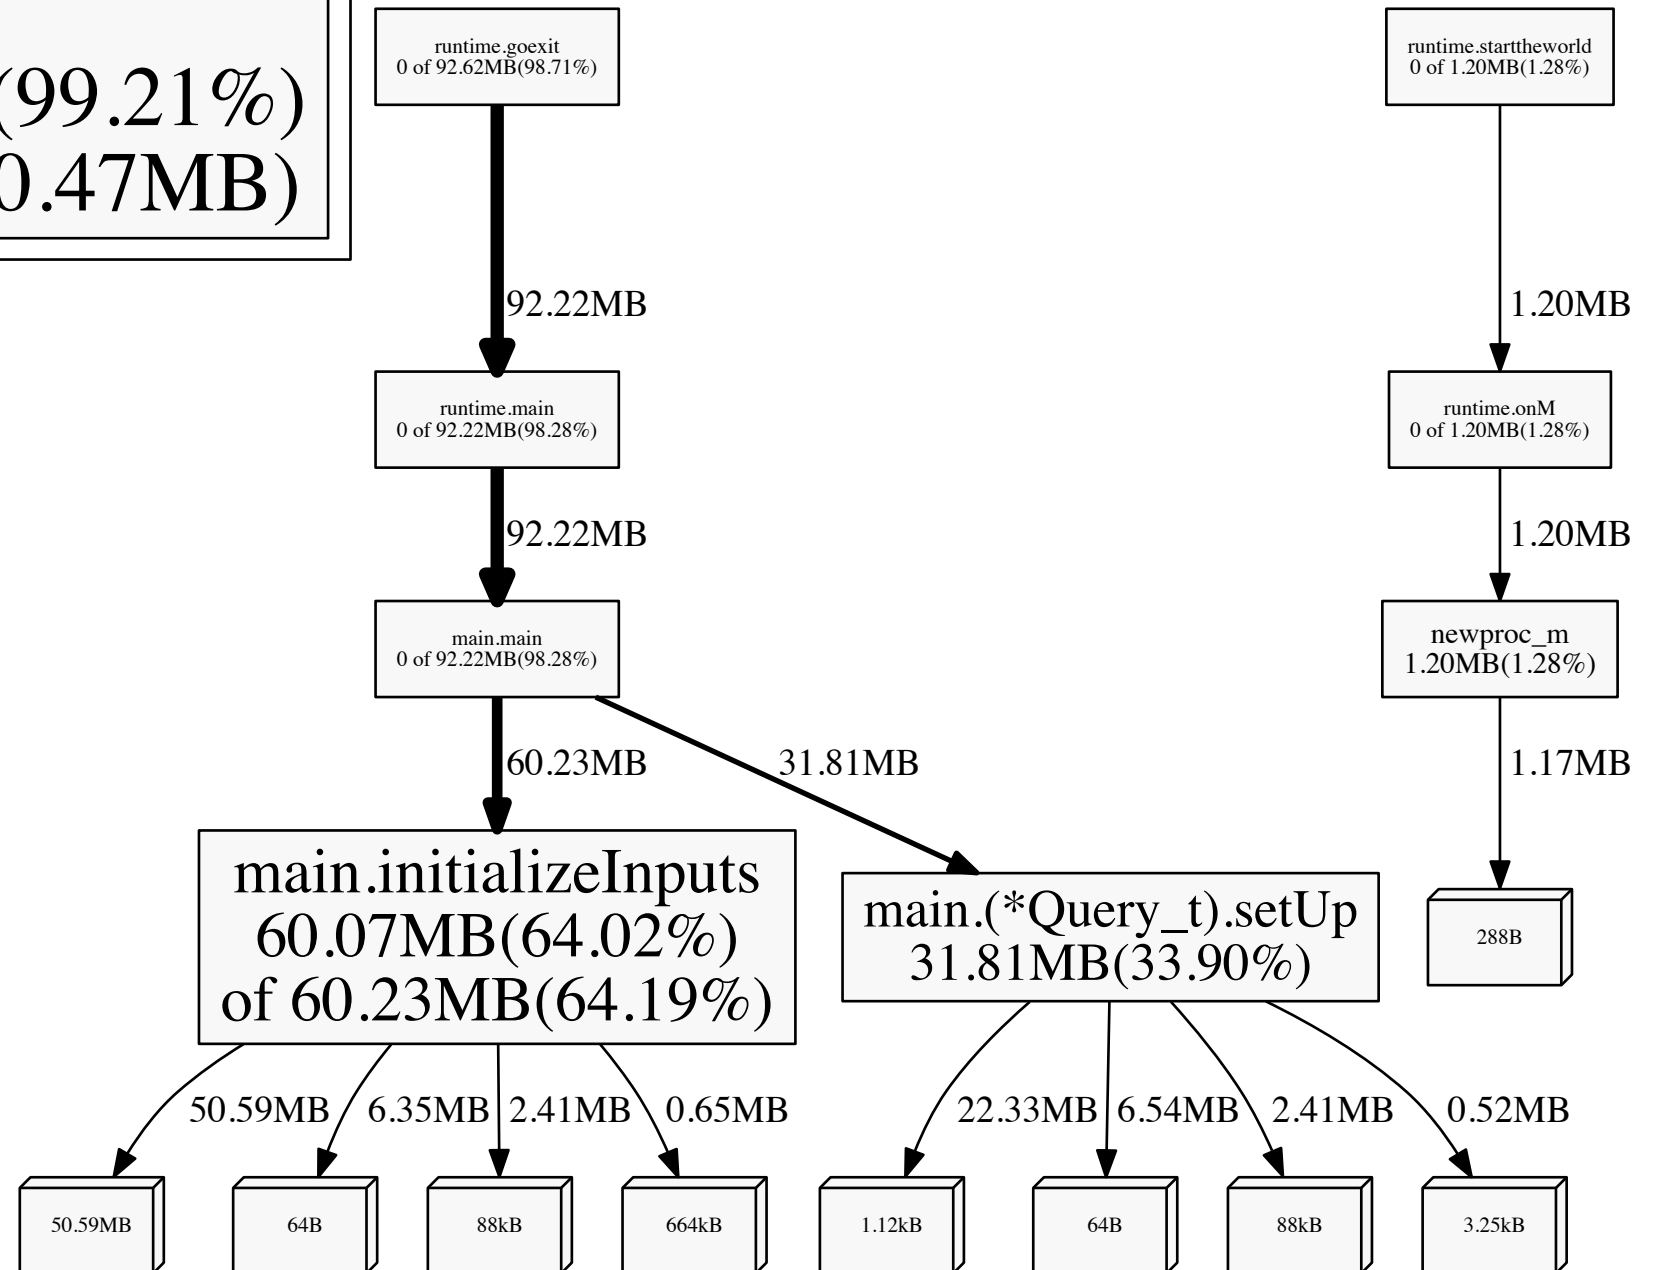 (99.21%)
0.47MB)
runtime.goexit
0 of 92.62MB(98.71%)
runtime.starttheworld
0 of 1.20MB(1.28%)
92.22MB
1.20MB
runtime.main
0 of 92.22MB(98.28%)
runtime.onM
0 of 1.20MB(1.28%)
92.22MB
1.20MB
main.main
0 of 92.22MB(98.28%)
newproc_m
1.20MB(1.28%)
60.23MB
31.81MB
1.17MB
main.initializeInputs
60.07MB(64.02%)
of 60.23MB(64.19%)
main.(*Query_t).setUp
31.81MB(33.90%)
288B
50.59MB
6.35MB
2.41MB
0.65MB
22.33MB
6.54MB
2.41MB
0.52MB
50.59MB
64B
88kB
664kB
1.12kB
64B
88kB
3.25kB